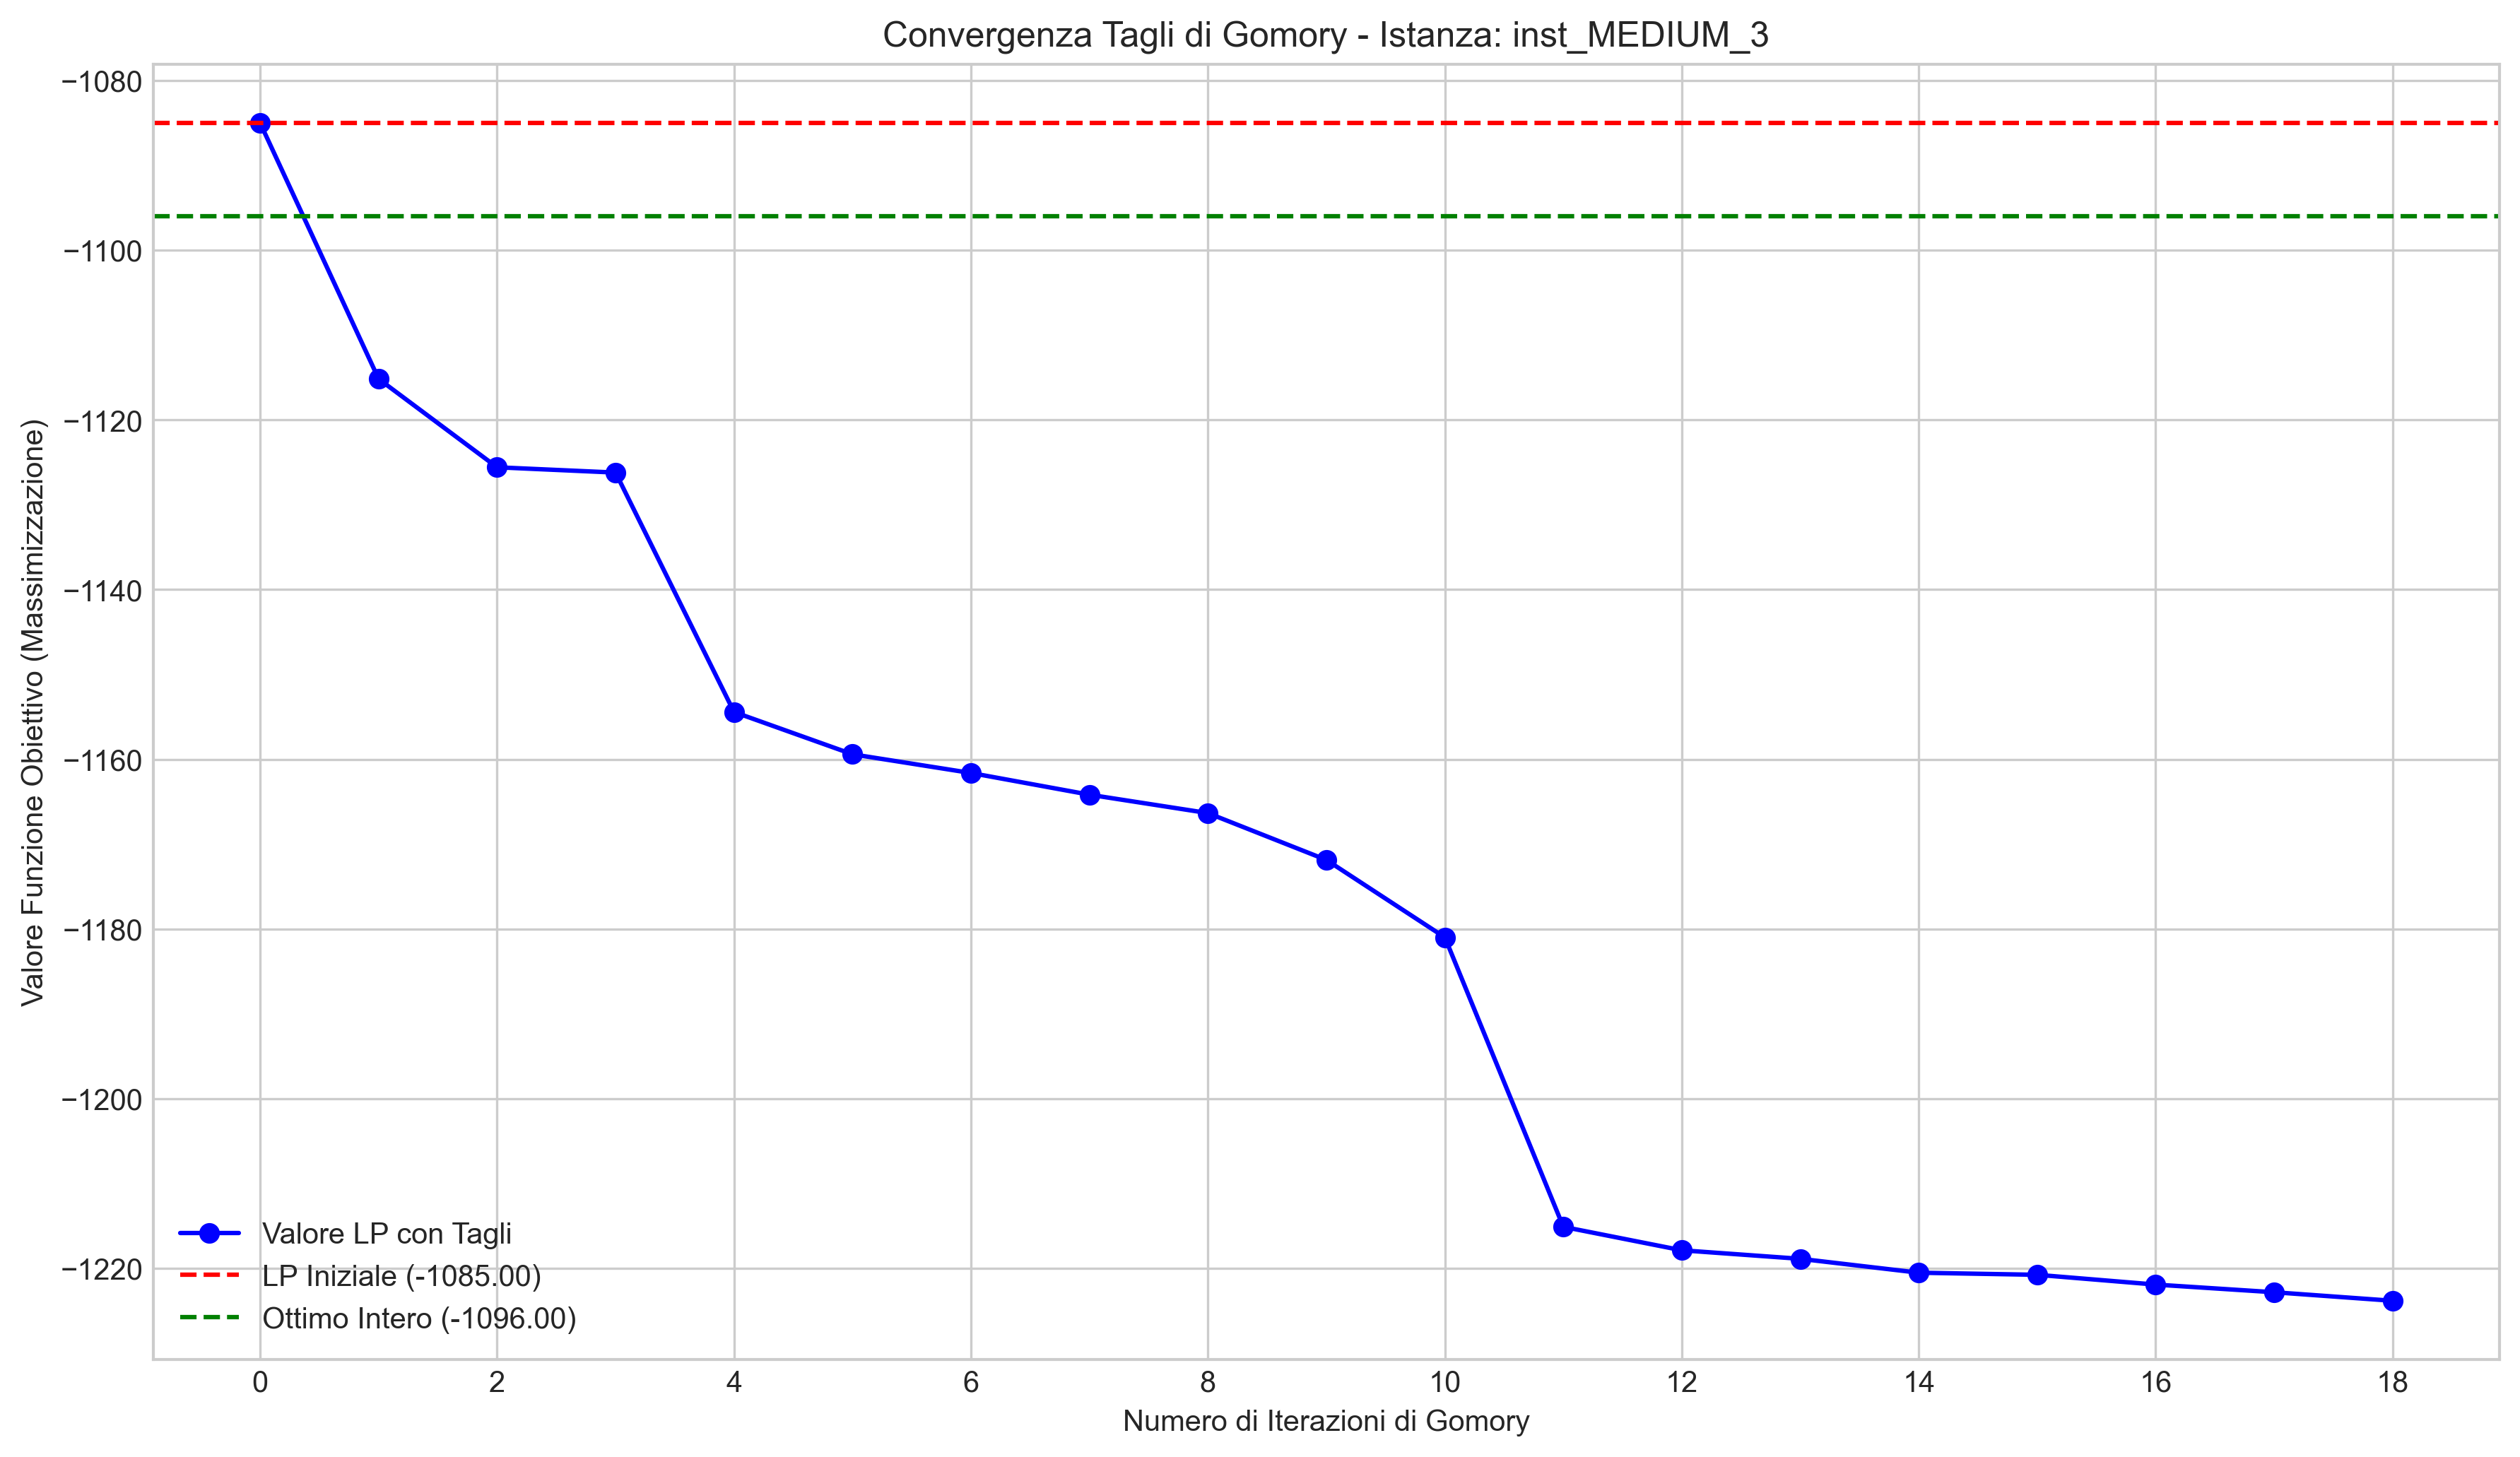 Convergenza Tagli di Gomory - Istanza: inst_MEDIUM_3
Valore Funzione Obiettivo (Massimizzazione)
−1080
−1100
−1120
−1140
−1160
−1180
−1200
−1220
Valore LP con Tagli
LP Iniziale (-1085.00)
Ottimo Intero (-1096.00)
0 2 4 6 8 10 12 14 16 18
Numero di Iterazioni di Gomory